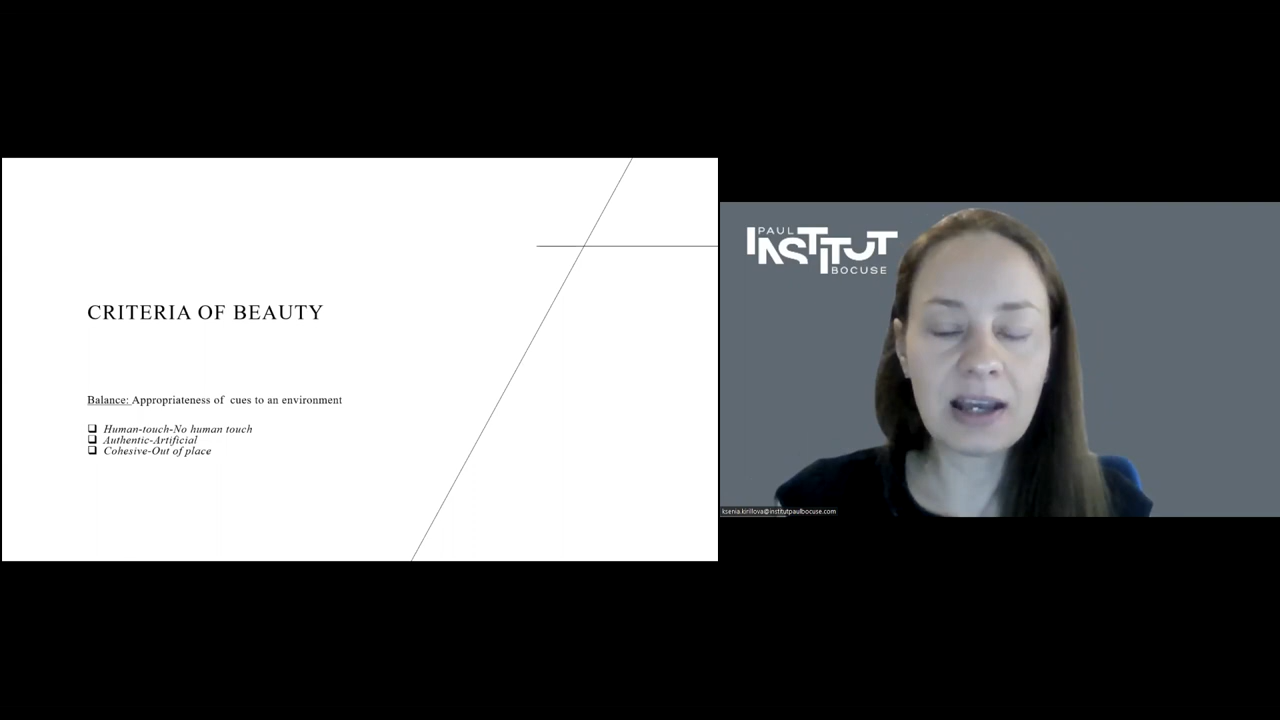 CRITERIA OF BEAUTY
Balance: Appropriateness of cues to an environment
Human-touch-No human touch
Authentic-Artificial
Cohesive-Out of place
PAUL
INSTITUT
BOCUSE
ksenia.kirillova@institutpaulbocuse.com